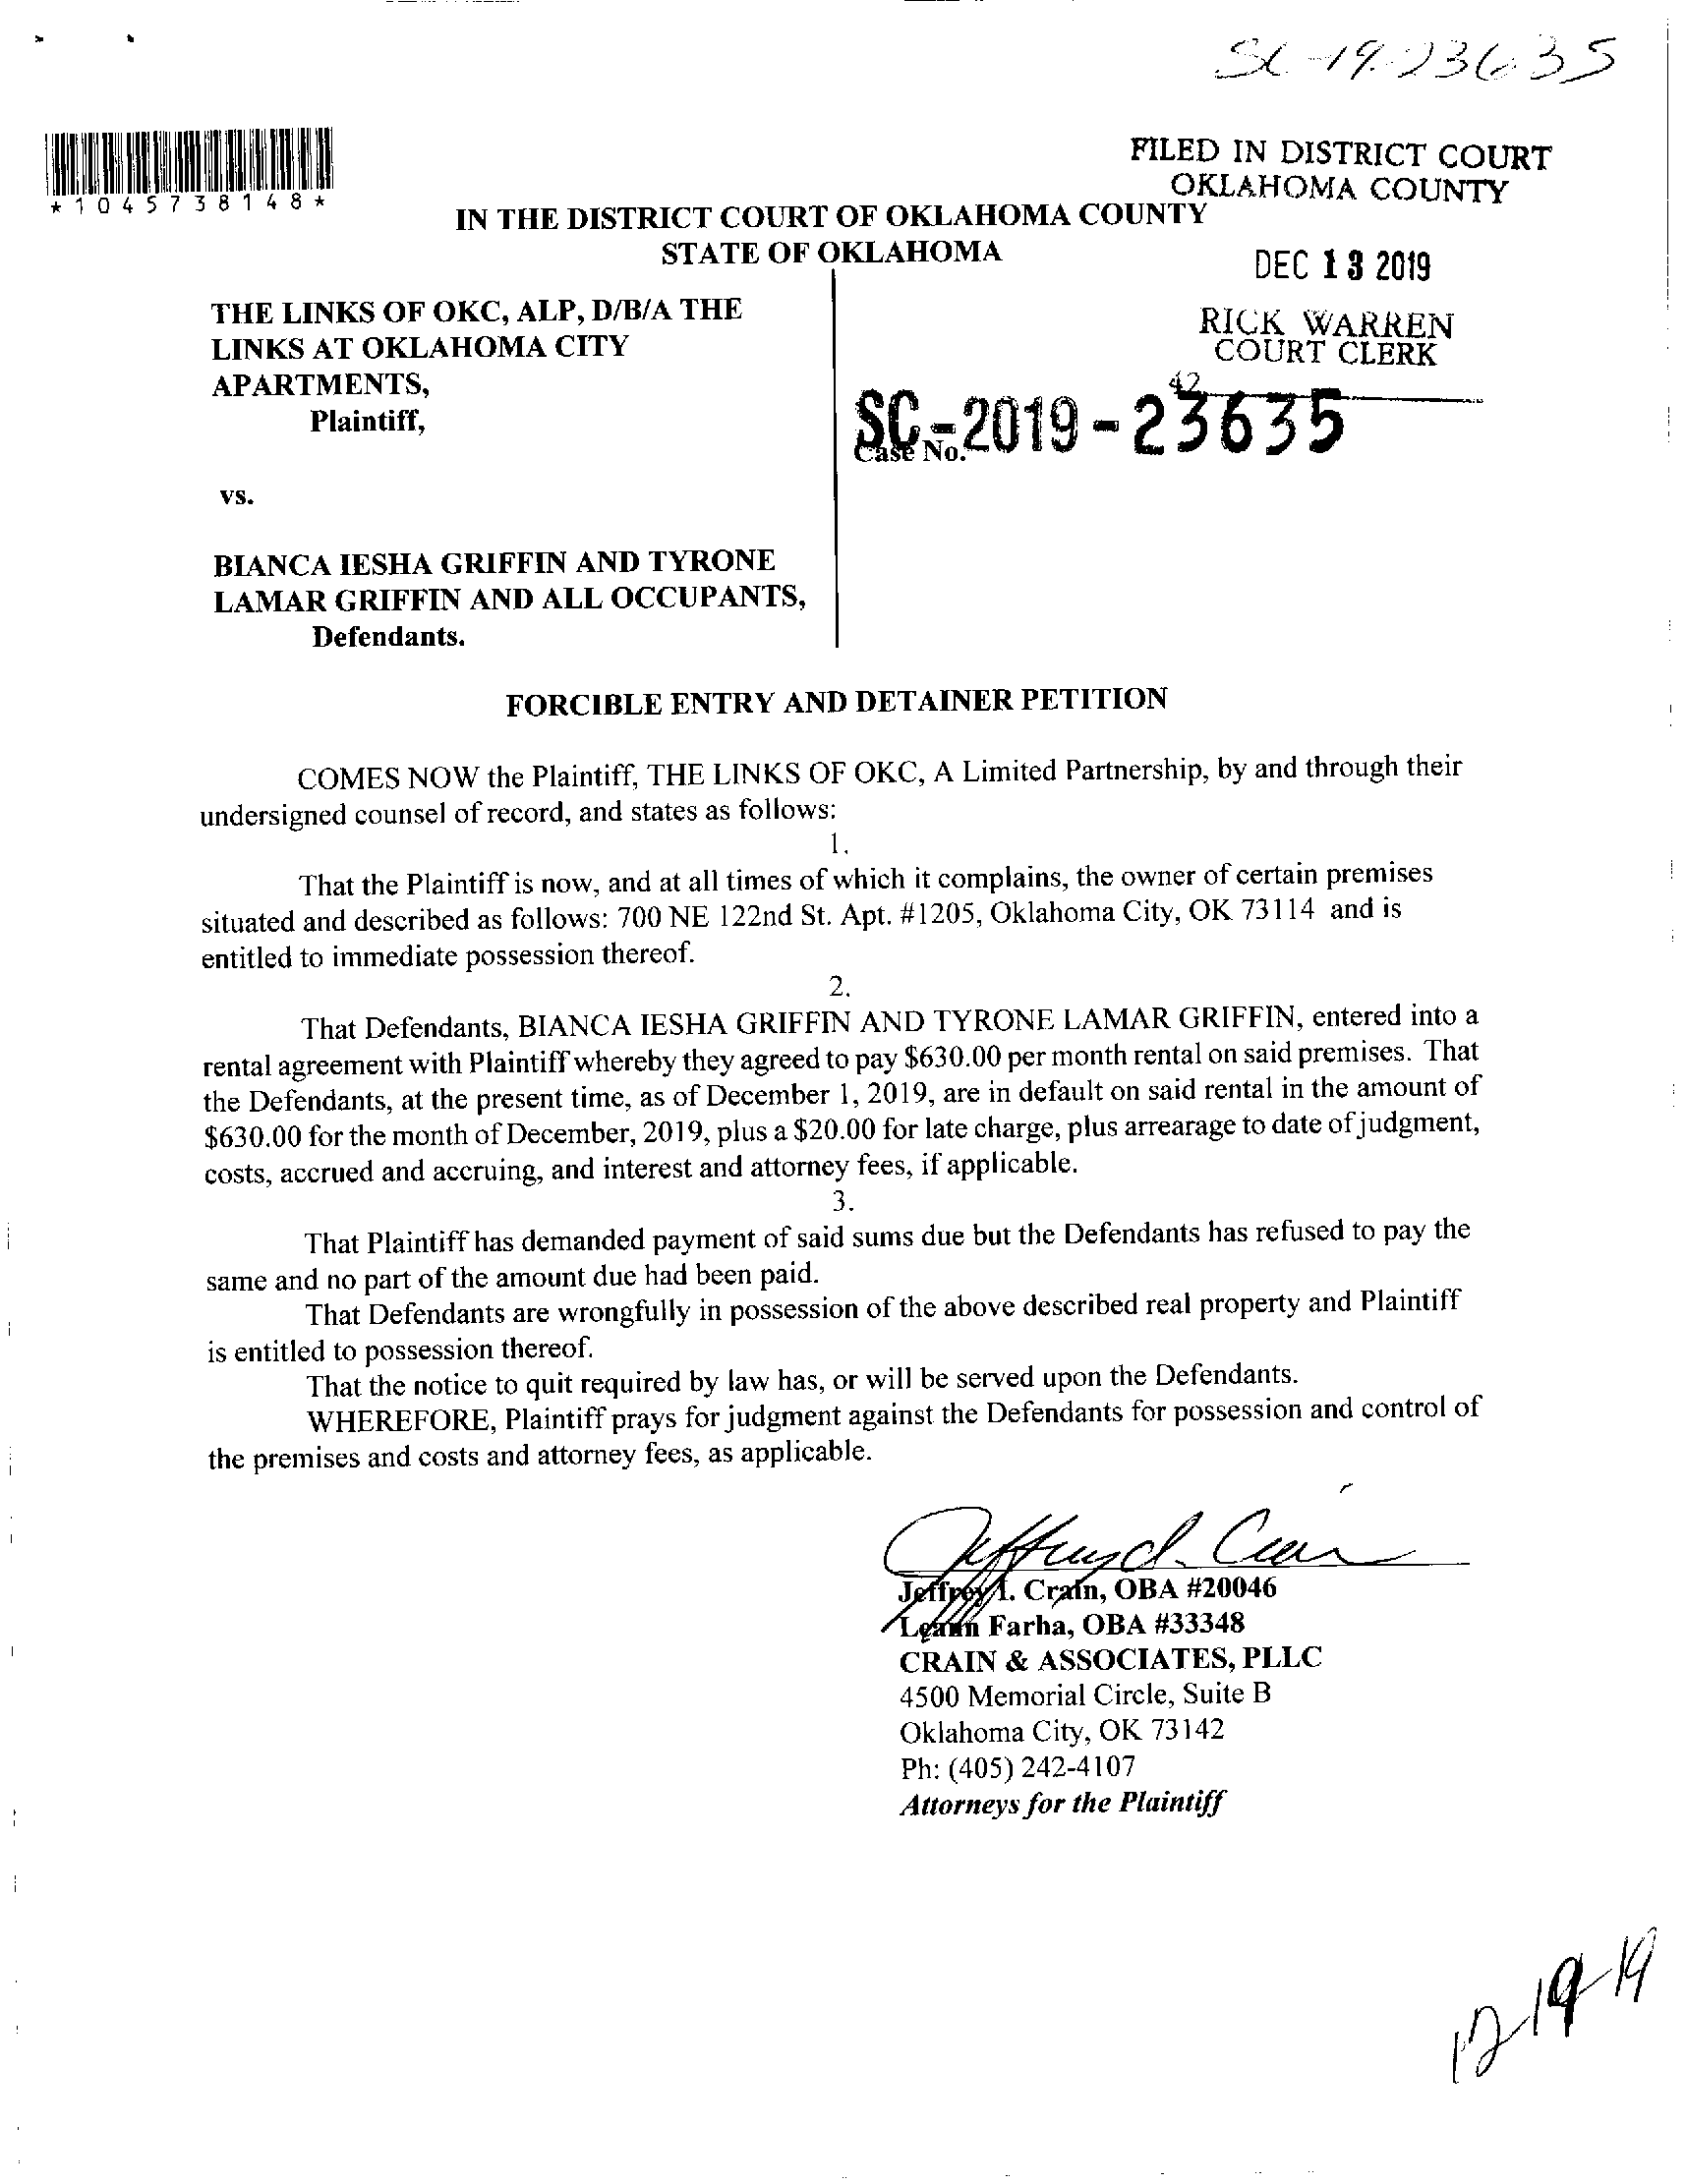 SC-19-23635
*1045738148*
FILED IN DISTRICT COURT
OKLAHOMA COUNTY
IN THE DISTRICT COURT OF OKLAHOMA COUNTY
STATE OF OKLAHOMA
DEC 13 2019
RICK WARREN
COURT CLERK
42
THE LINKS OF OKC, ALP, D/B/A THE
LINKS AT OKLAHOMA CITY
APARTMENTS,
Plaintiff,
SC-2019-23635
Case No.
vs.
BIANCA IESHA GRIFFIN AND TYRONE
LAMAR GRIFFIN AND ALL OCCUPANTS,
Defendants.
FORCIBLE ENTRY AND DETAINER PETITION
COMES NOW the Plaintiff, THE LINKS OF OKC, A Limited Partnership, by and through their
undersigned counsel of record, and states as follows:
1.
That the Plaintiff is now, and at all times of which it complains, the owner of certain premises
situated and described as follows: 700 NE 122nd St. Apt. #1205, Oklahoma City, OK 73114 and is
entitled to immediate possession thereof.
2.
That Defendants, BIANCA IESHA GRIFFIN AND TYRONE LAMAR GRIFFIN, entered into a
rental agreement with Plaintiff whereby they agreed to pay $630.00 per month rental on said premises. That
the Defendants, at the present time, as of December 1, 2019, are in default on said rental in the amount of
$630.00 for the month of December, 2019, plus a $20.00 for late charge, plus arrearage to date of judgment,
costs, accrued and accruing, and interest and attorney fees, if applicable.
3.
That Plaintiff has demanded payment of said sums due but the Defendants has refused to pay the
same and no part of the amount due had been paid.
That Defendants are wrongfully in possession of the above described real property and Plaintiff
is entitled to possession thereof.
That the notice to quit required by law has, or will be served upon the Defendants.
WHEREFORE, Plaintiff prays for judgment against the Defendants for possession and control of
the premises and costs and attorney fees, as applicable.
Jeffrey I. Crain, OBA #20046
Leann Farha, OBA #33348
CRAIN & ASSOCIATES, PLLC
4500 Memorial Circle, Suite B
Oklahoma City, OK 73142
Ph: (405) 242-4107
Attorneys for the Plaintiff
12-19-19